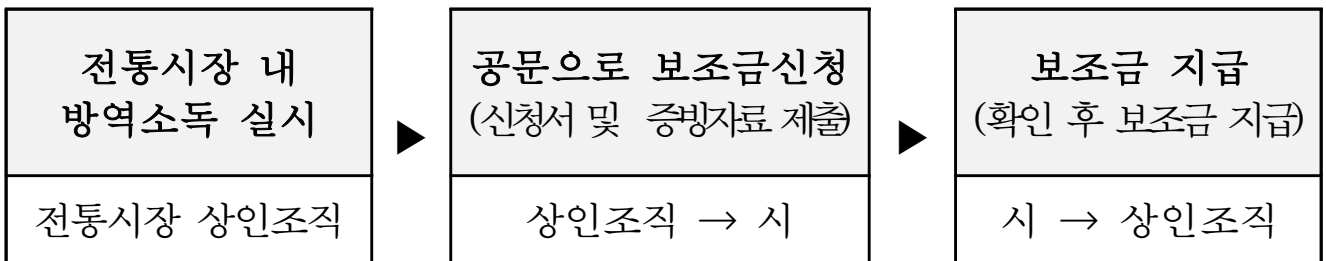 전통시장 내
방역소독 실시
전통시장 상인조직
▶
공문으로 보조금신청
(신청서 및 증빙자료 제출)
상인조직 → 시
▶
보조금 지급
(확인 후 보조금 지급)
시 → 상인조직